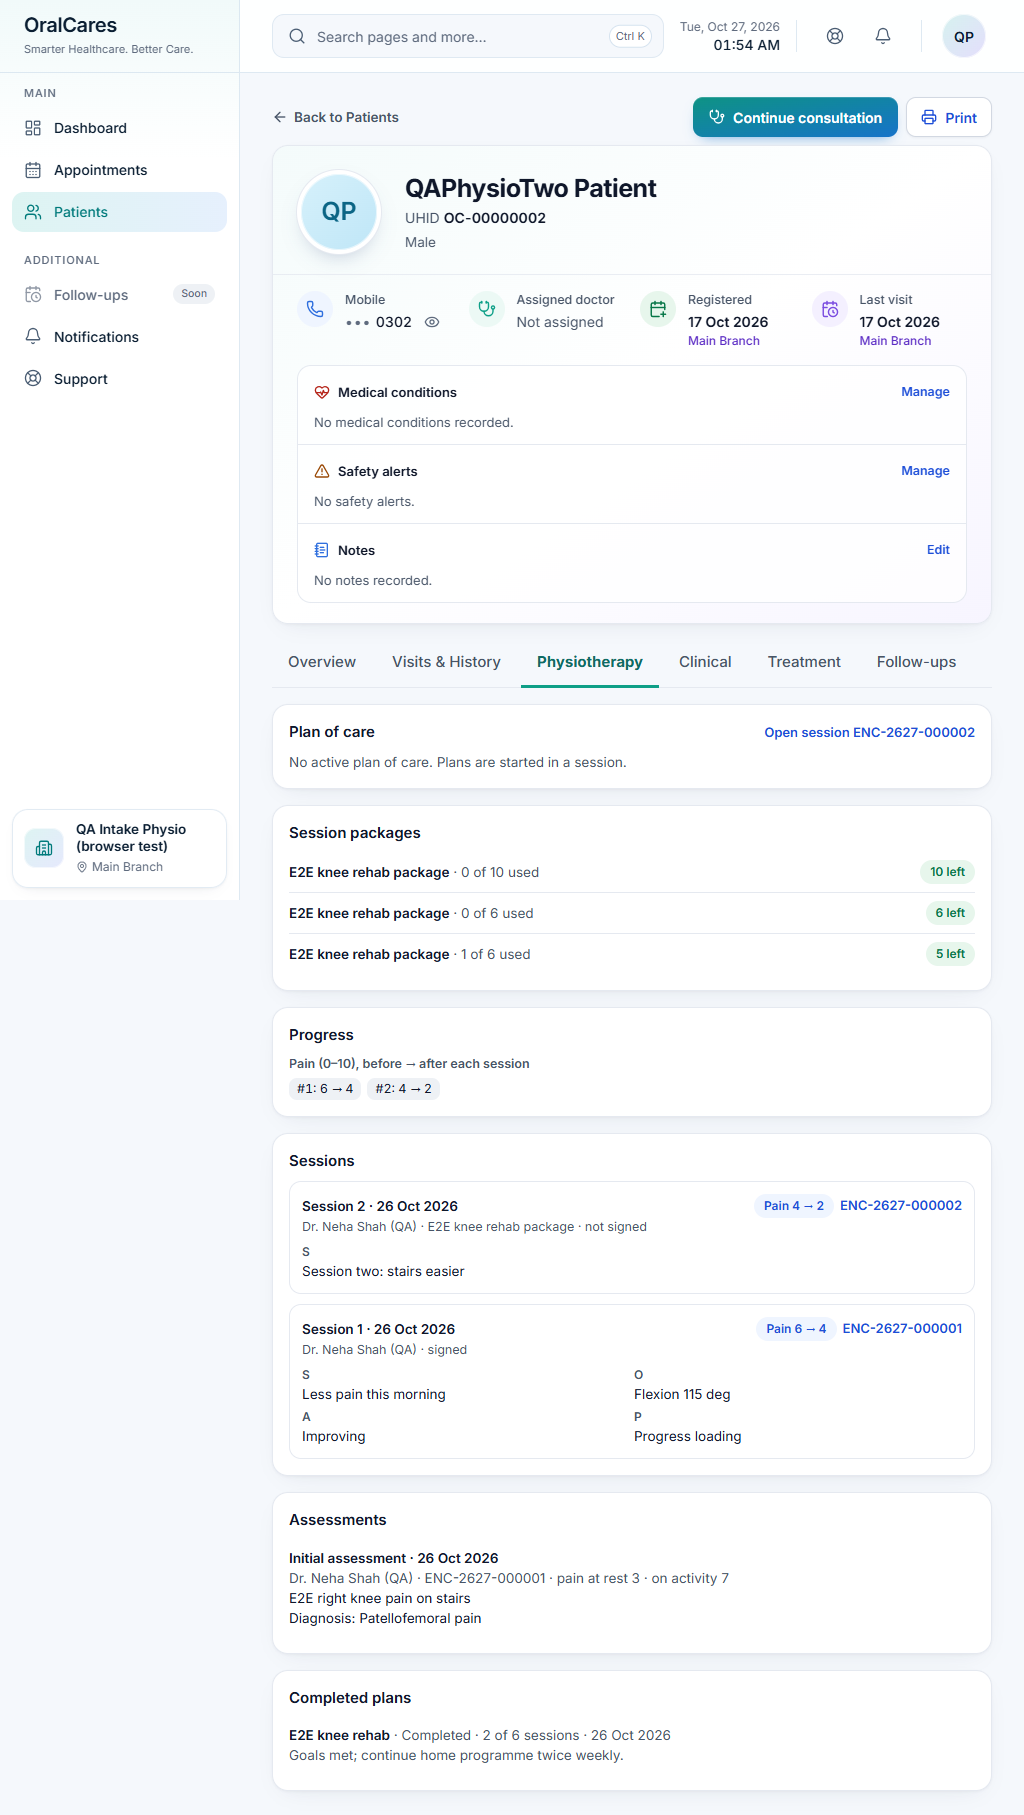 OralCares
Smarter Healthcare. Better Care.
MAIN
Dashboard
Appointments
Patients
ADDITIONAL
Follow-ups
Soon
Notifications
Support
QA Intake Physio
(browser test)
Main Branch
Search pages and more...
Ctrl K
Tue, Oct 27, 2026
01:54 AM
QP
Back to Patients
Continue consultation
Print
QP
QAPhysioTwo Patient
UHID OC-00000002
Male
Mobile
••• 0302
Assigned doctor
Not assigned
Registered
17 Oct 2026
Main Branch
Last visit
17 Oct 2026
Main Branch
Medical conditions
Manage
No medical conditions recorded.
Safety alerts
Manage
No safety alerts.
Notes
Edit
No notes recorded.
Overview
Visits & History
Physiotherapy
Clinical
Treatment
Follow-ups
Plan of care
Open session ENC-2627-000002
No active plan of care. Plans are started in a session.
Session packages
E2E knee rehab package · 0 of 10 used
10 left
E2E knee rehab package · 0 of 6 used
6 left
E2E knee rehab package · 1 of 6 used
5 left
Progress
Pain (0–10), before → after each session
#1: 6 → 4
#2: 4 → 2
Sessions
Session 2 · 26 Oct 2026
Pain 4 → 2
ENC-2627-000002
Dr. Neha Shah (QA) · E2E knee rehab package · not signed
S
Session two: stairs easier
Session 1 · 26 Oct 2026
Pain 6 → 4
ENC-2627-000001
Dr. Neha Shah (QA) · signed
S
Less pain this morning
O
Flexion 115 deg
A
Improving
P
Progress loading
Assessments
Initial assessment · 26 Oct 2026
Dr. Neha Shah (QA) · ENC-2627-000001 · pain at rest 3 · on activity 7
E2E right knee pain on stairs
Diagnosis: Patellofemoral pain
Completed plans
E2E knee rehab · Completed · 2 of 6 sessions · 26 Oct 2026
Goals met; continue home programme twice weekly.